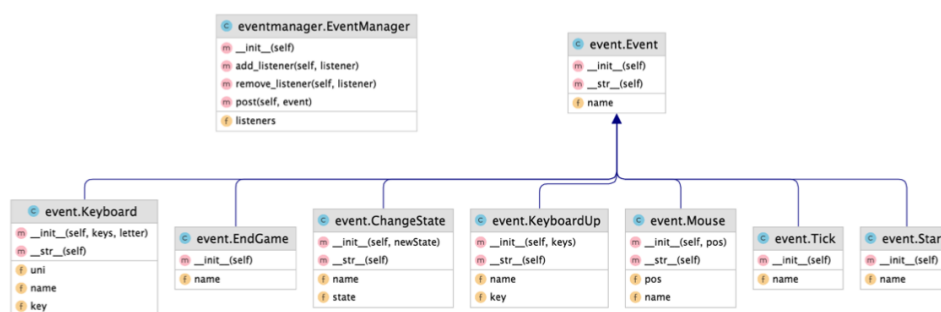 eventmanager.EventManager
__init__(self)
add_listener(self, listener)
remove_listener(self, listener)
post(self, event)
listeners
event.Event
__init__(self)
__str__(self)
name
event.Keyboard
__init__(self, keys, letter)
__str__(self)
uni
name
key
event.EndGame
__init__(self)
name
event.ChangeState
__init__(self, newState)
__str__(self)
name
state
event.KeyboardUp
__init__(self, keys)
__str__(self)
name
key
event.Mouse
__init__(self, pos)
__str__(self)
pos
name
event.Tick
__init__(self)
name
event.Star
__init__(self)
name